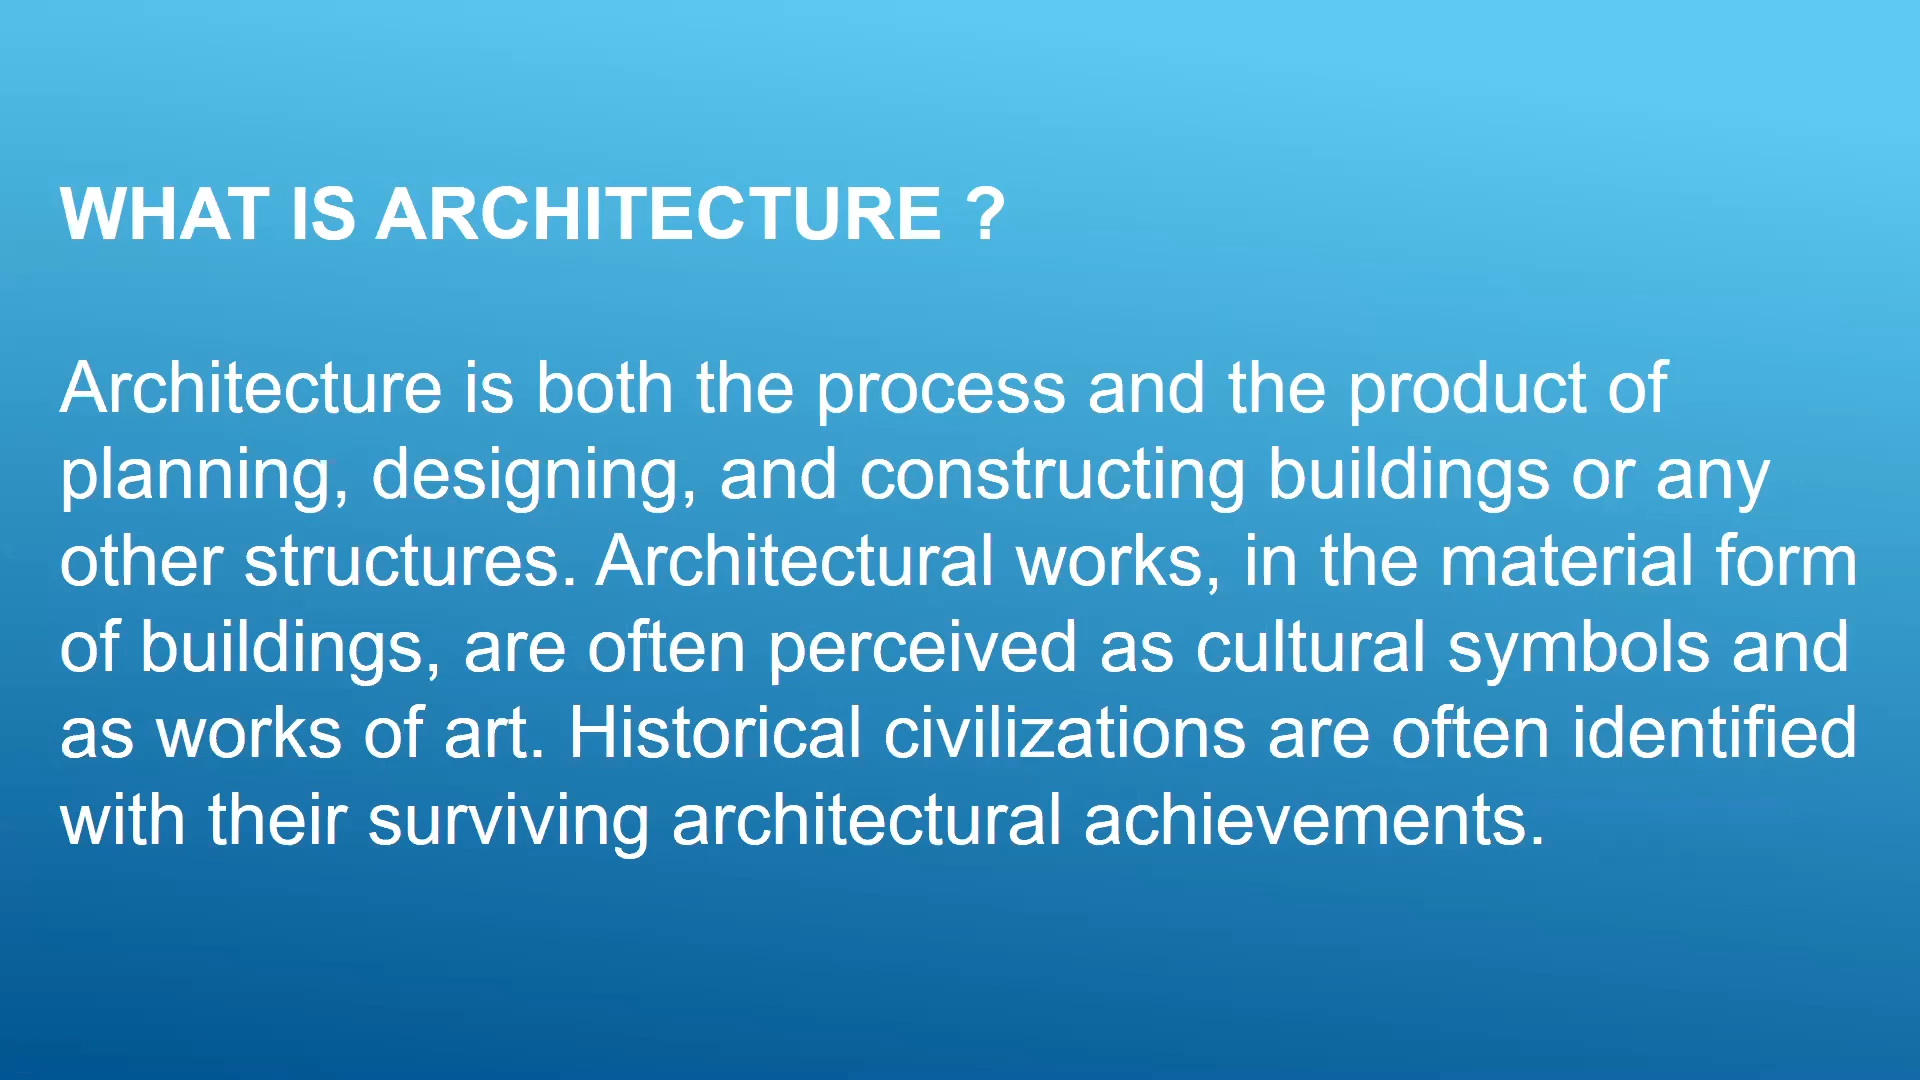 WHAT IS ARCHITECTURE ?
Architecture is both the process and the product of
planning, designing, and constructing buildings or any
other structures. Architectural works, in the material form
of buildings, are often perceived as cultural symbols and
as works of art. Historical civilizations are often identified
with their surviving architectural achievements.